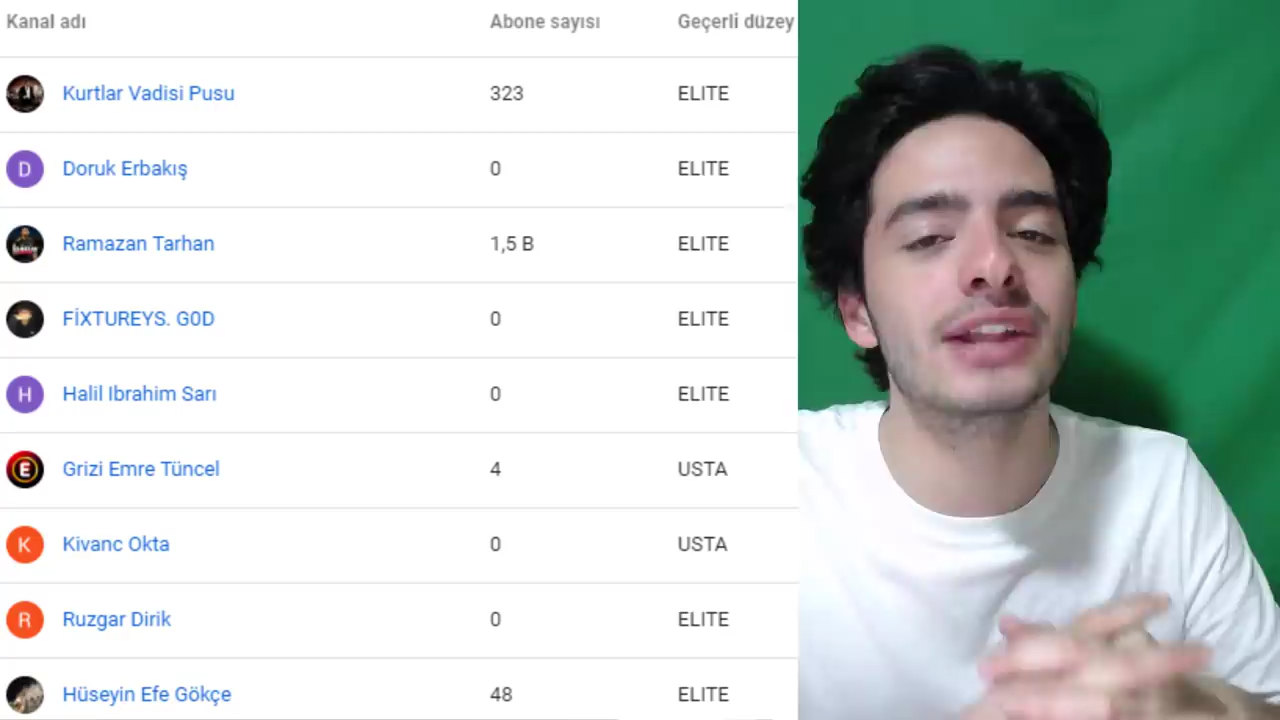 Kanal adı Abone sayısı Geçerli düzey
Kurtlar Vadisi Pusu 323 ELITE
D Doruk Erbakış 0 ELITE
Ramazan Tarhan 1,5 B ELITE
FİXTUREYS. G0D 0 ELITE
H Halil Ibrahim Sarı 0 ELITE
E Grizi Emre Tüncel 4 USTA
K Kivanc Okta 0 USTA
R Ruzgar Dirik 0 ELITE
Hüseyin Efe Gökçe 48 ELITE